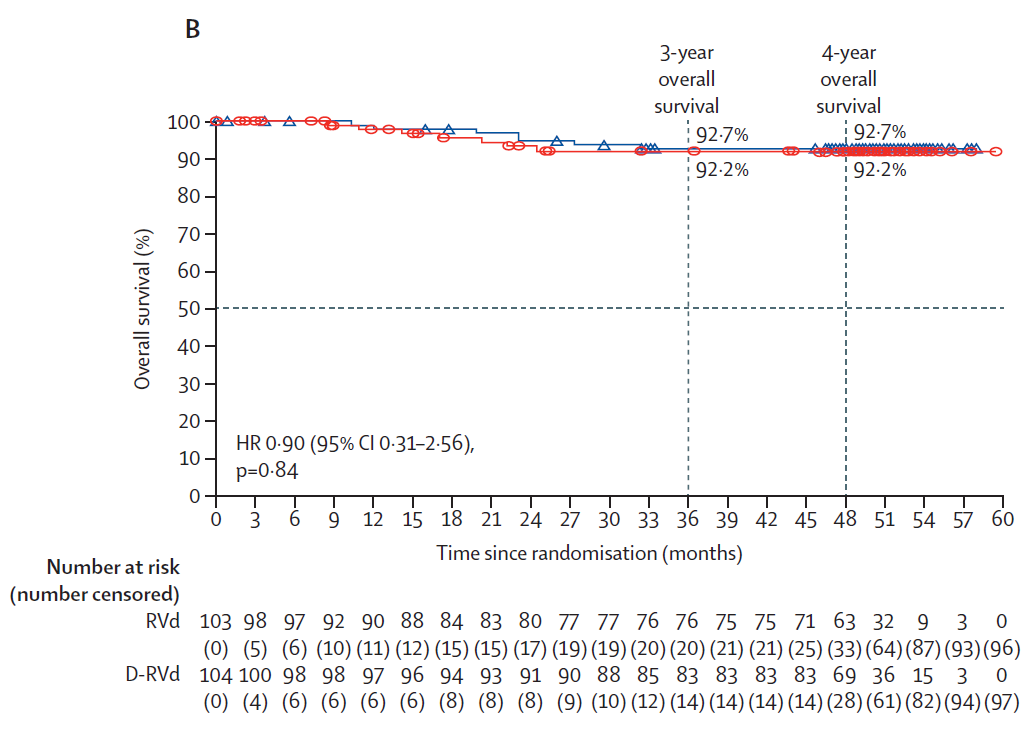 B
3-year
overall
survival
4-year
overall
survival
100
90
80
70
60
50
40
30
20
10
0
Overall survival (%)
92·7%
92·2%
92·7%
92·2%
HR 0·90 (95% CI 0·31–2·56),
p=0·84
0 3 6 9 12 15 18 21 24 27 30 33 36 39 42 45 48 51 54 57 60
Time since randomisation (months)
Number at risk
(number censored)
RVd 103 98 97 92 90 88 84 83 80 77 77 76 76 75 75 71 63 32 9 3 0
(0) (5) (6) (10) (11) (12) (15) (15) (17) (19) (19) (20) (20) (21) (21) (25) (33) (64) (87) (93) (96)
D-RVd 104 100 98 98 97 96 94 93 91 90 88 85 83 83 83 83 69 36 15 3 0
(0) (4) (6) (6) (6) (6) (8) (8) (8) (9) (10) (12) (14) (14) (14) (14) (28) (61) (82) (94) (97)